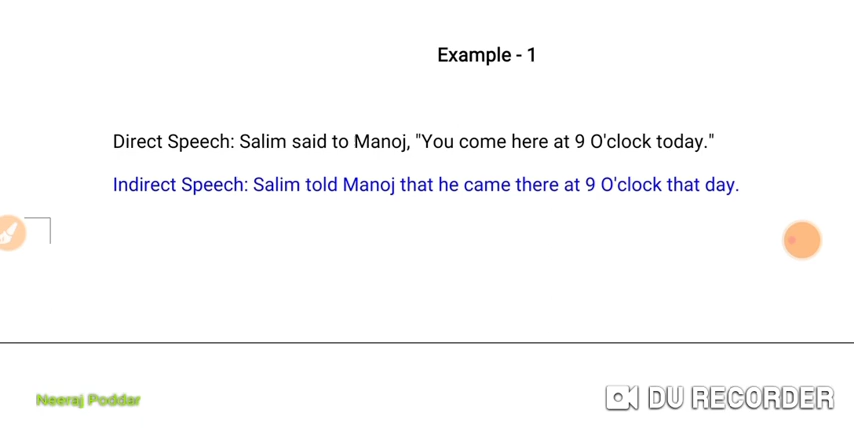 Example - 1
Direct Speech: Salim said to Manoj, "You come here at 9 O'clock today."
Indirect Speech: Salim told Manoj that he came there at 9 O'clock that day.
Neeraj Poddar
DU RECORDER